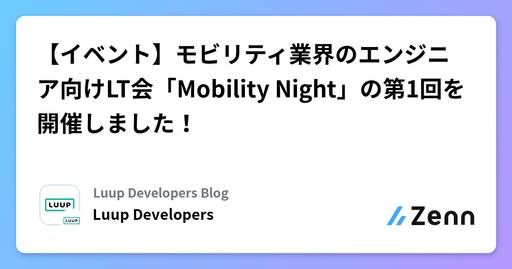 【イベント】モビリティ業界のエンジニ
ア向けLT会「Mobility Night」の第1回を
開催しました！
LUUP
LUUP
Luup Developers Blog
Luup Developers
Zenn